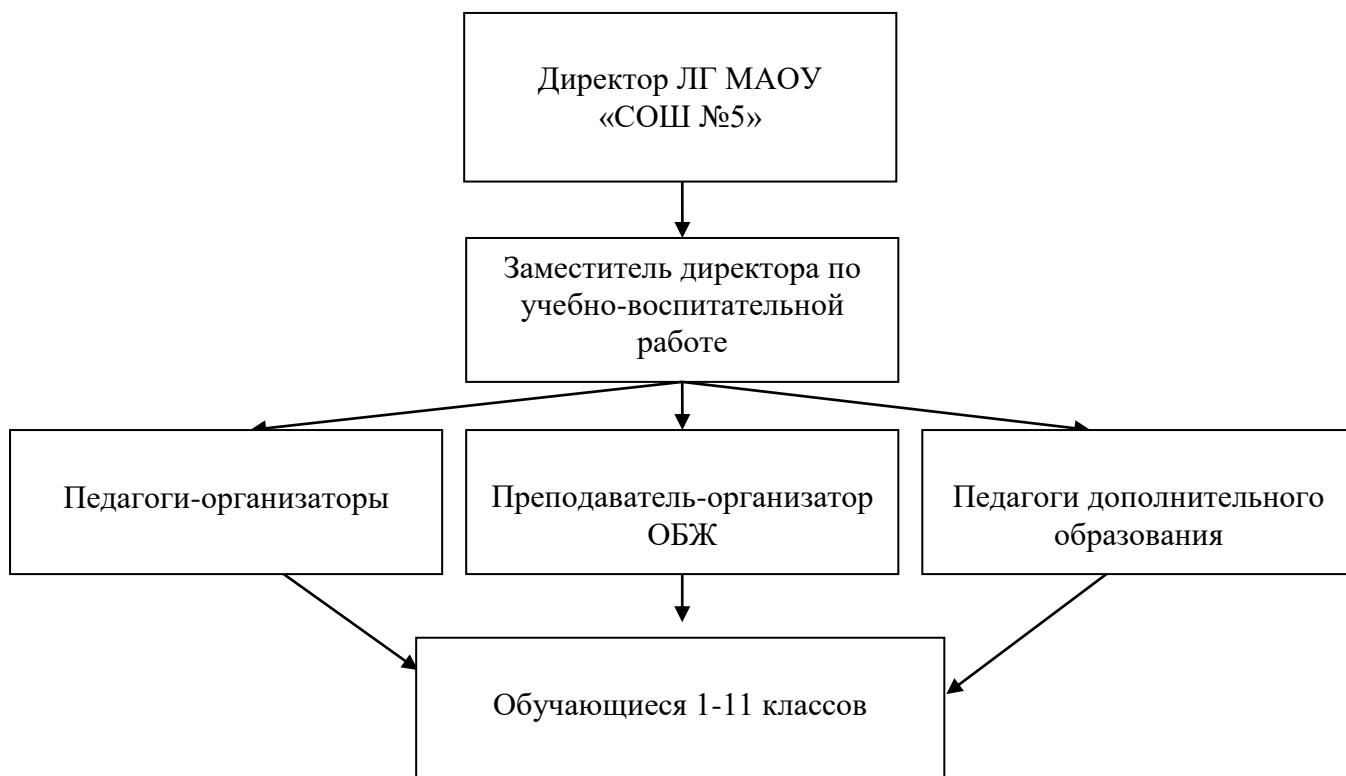 Директор ЛГ МАОУ
«СОШ №5»
Заместитель директора по
учебно-воспитательной
работе
Педагоги-организаторы
Преподаватель-организатор
ОБЖ
Педагоги дополнительного
образования
Обучающиеся 1-11 классов